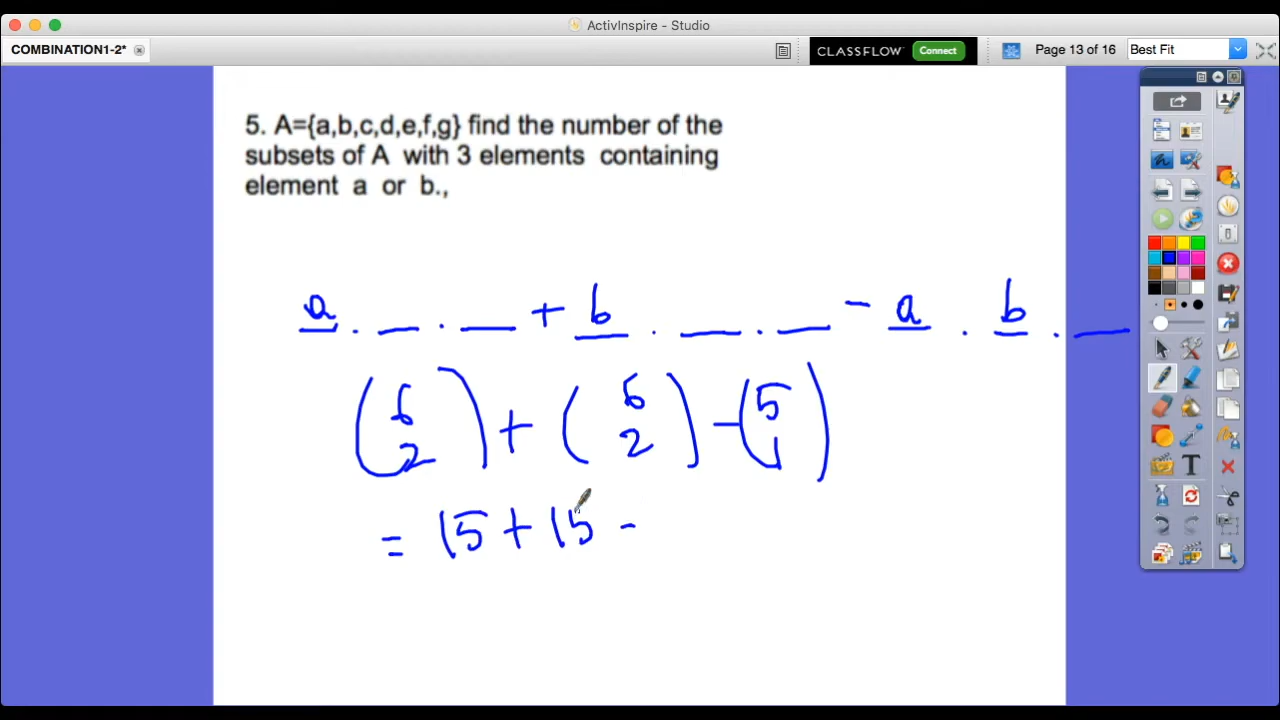 ActivInspire - Studio
COMBINATION1-2*
CLASSFLOW Connect Page 13 of 16 Best Fit
5. A={a,b,c,d,e,f,g} find the number of the
subsets of A with 3 elements containing
element a or b.,
a . __ . __ + b . __ . __ - a . b . __
(6 2) + (6 2) - (5 1)
= 15 + 15 -
T